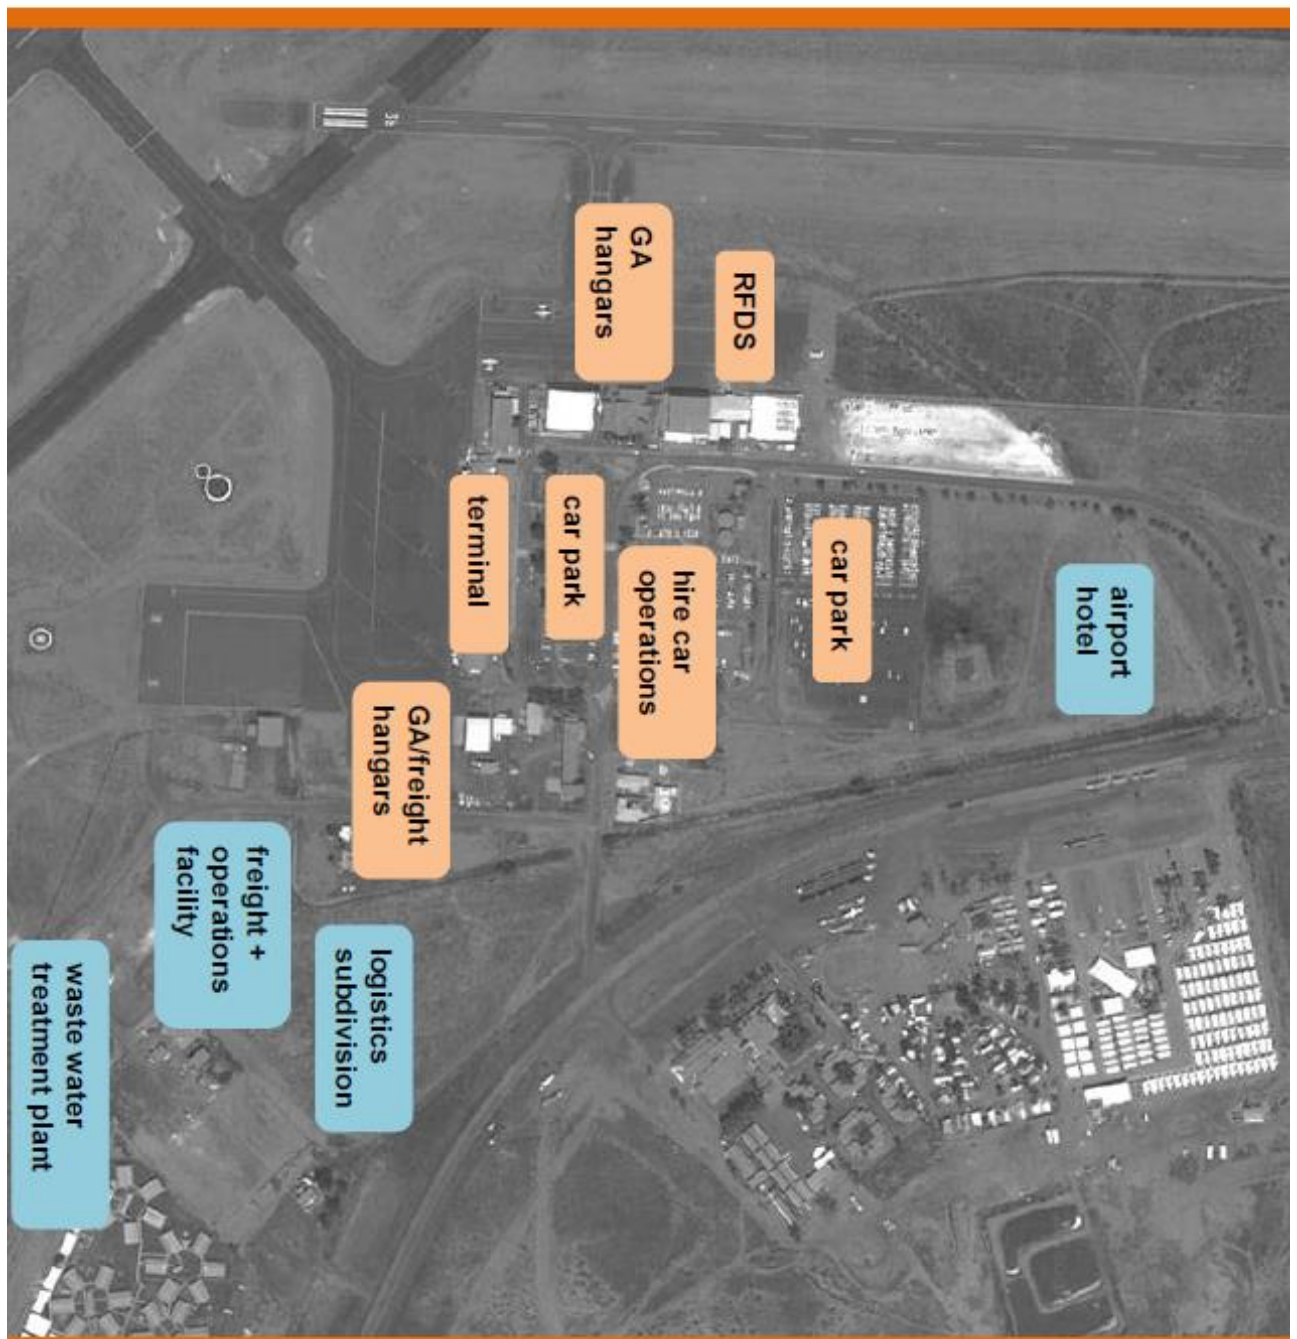 airport
hotel
car park
RFDS
hire car
operations
GA
hangars
car park
terminal
GA/freight
hangars
logistics
subdivision
freight +
operations
facility
waste water
treatment plant